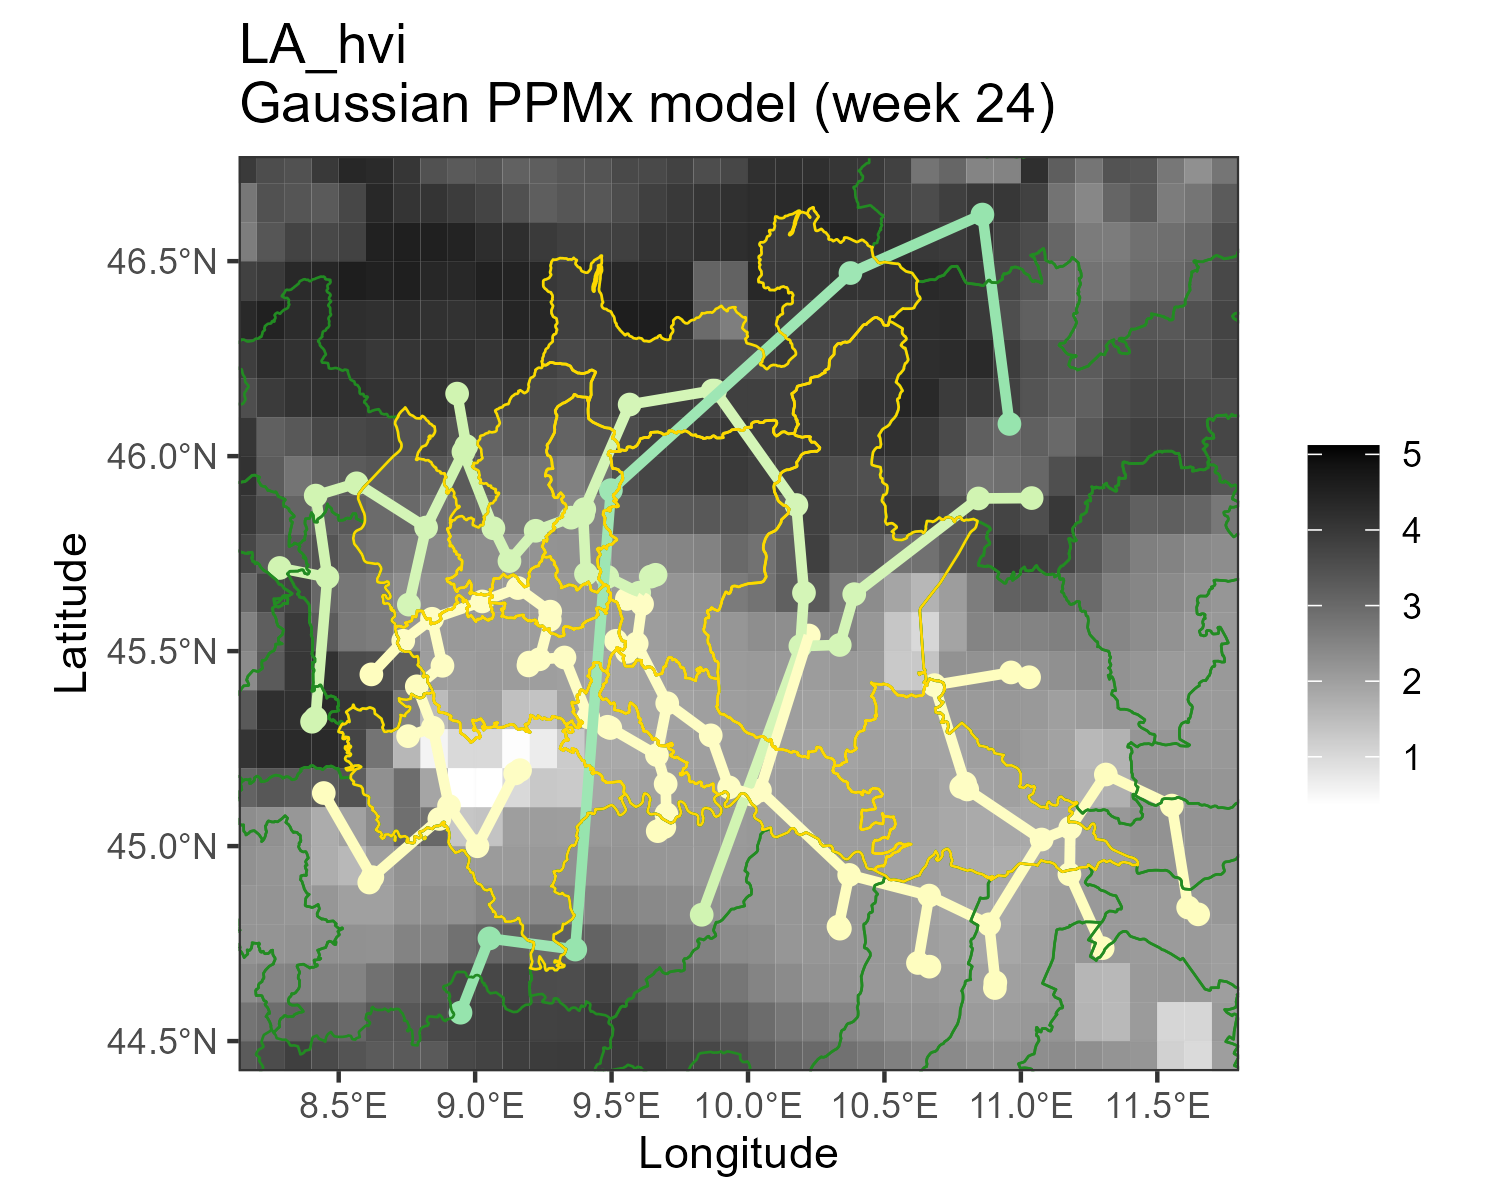 LA_hvi
Gaussian PPMx model (week 24)
46.5°N
46.0°N
45.5°N
45.0°N
44.5°N
Latitude
8.5°E 9.0°E 9.5°E 10.0°E 10.5°E 11.0°E 11.5°E
Longitude
5
4
3
2
1